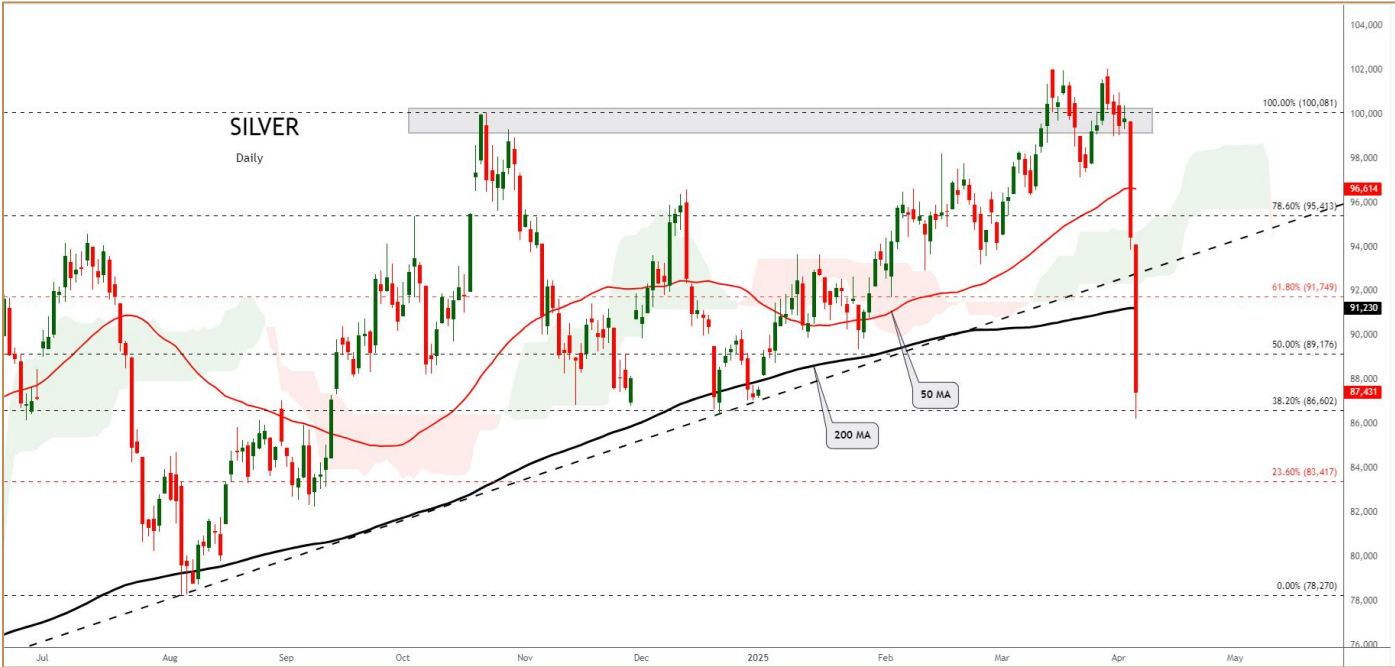 SILVER
Daily
104,000
102,000
100.00% (100,081)
100,000
98,000
96,614
96,000
78.60% (95,413)
94,000
92,000
61.80% (91,749)
91,230
90,000
50.00% (89,176)
88,000
87,431
38.20% (86,602)
86,000
84,000
23.60% (83,417)
82,000
80,000
0.00% (78,270)
78,000
76,000
50 MA
200 MA
Jul
Aug
Sep
Oct
Nov
Dec
2025
Feb
Mar
Apr
May